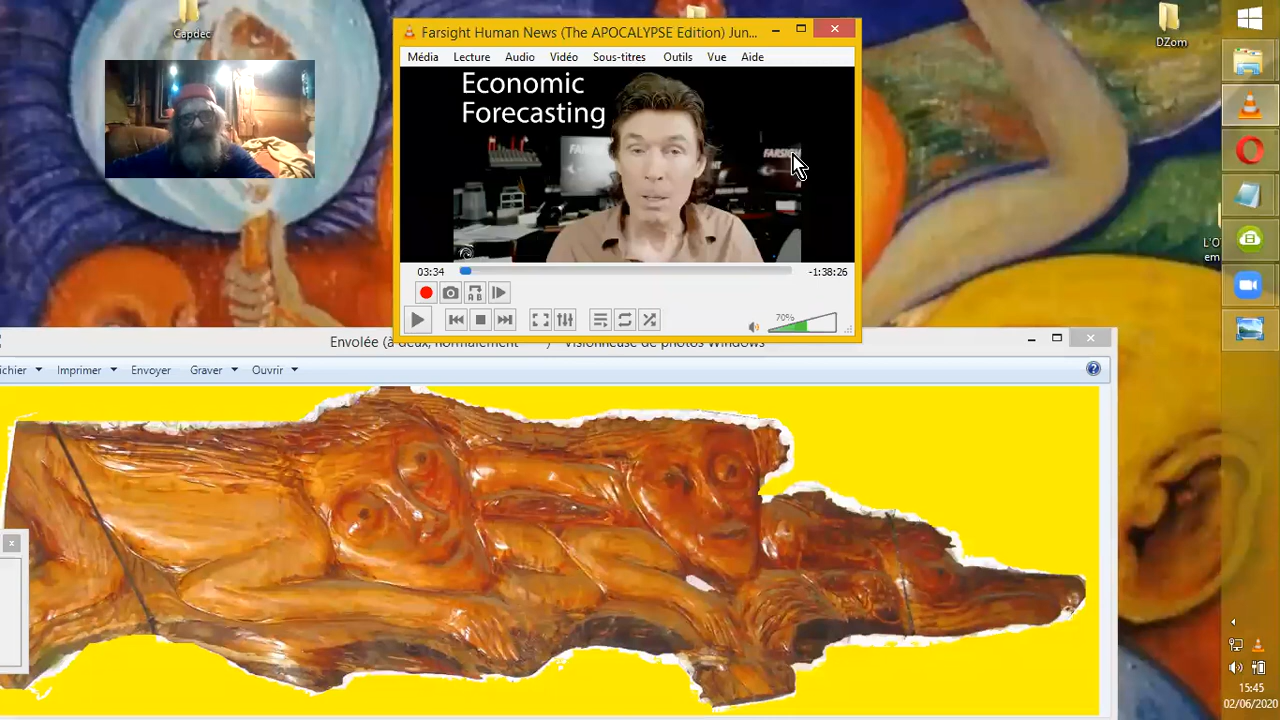 Capdec
DZom
Farsight Human News (The APOCALYPSE Edition) Jun...
Média Lecture Audio Vidéo Sous-titres Outils Vue Aide
Economic
Forecasting
03:34
-1:38:26
70%
L'O
em
Envolée (à deux, normalement
Visionneuse de photos Windows
ichier Imprimer Envoyer Graver Ouvrir
15:45
02/06/2020